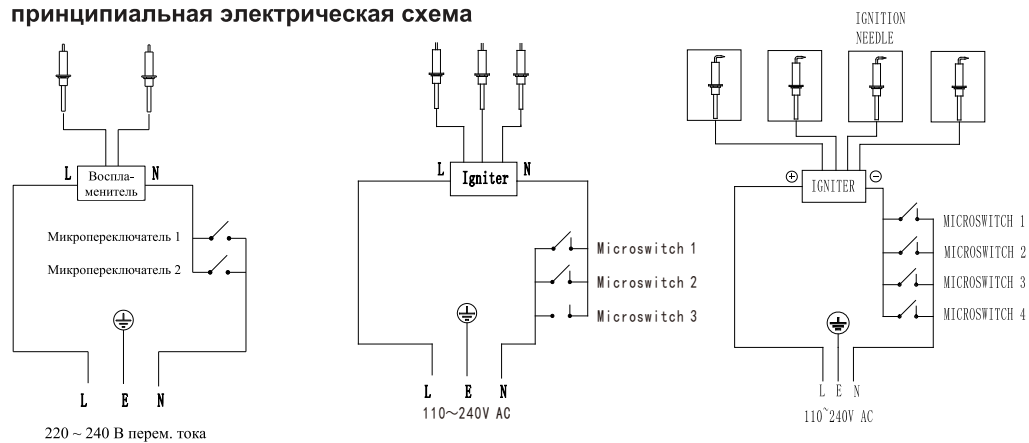 принципиальная электрическая схема
L
Воспла-
менитель
N
Микропереключатель 1
Микропереключатель 2
L E N
220 ~ 240 В перем. тока
L
Igniter
N
Microswitch 1
Microswitch 2
Microswitch 3
L E N
110～240V AC
IGNITION
NEEDLE
+
IGNITER
−
MICROSWITCH 1
MICROSWITCH 2
MICROSWITCH 3
MICROSWITCH 4
L E N
110~240V AC